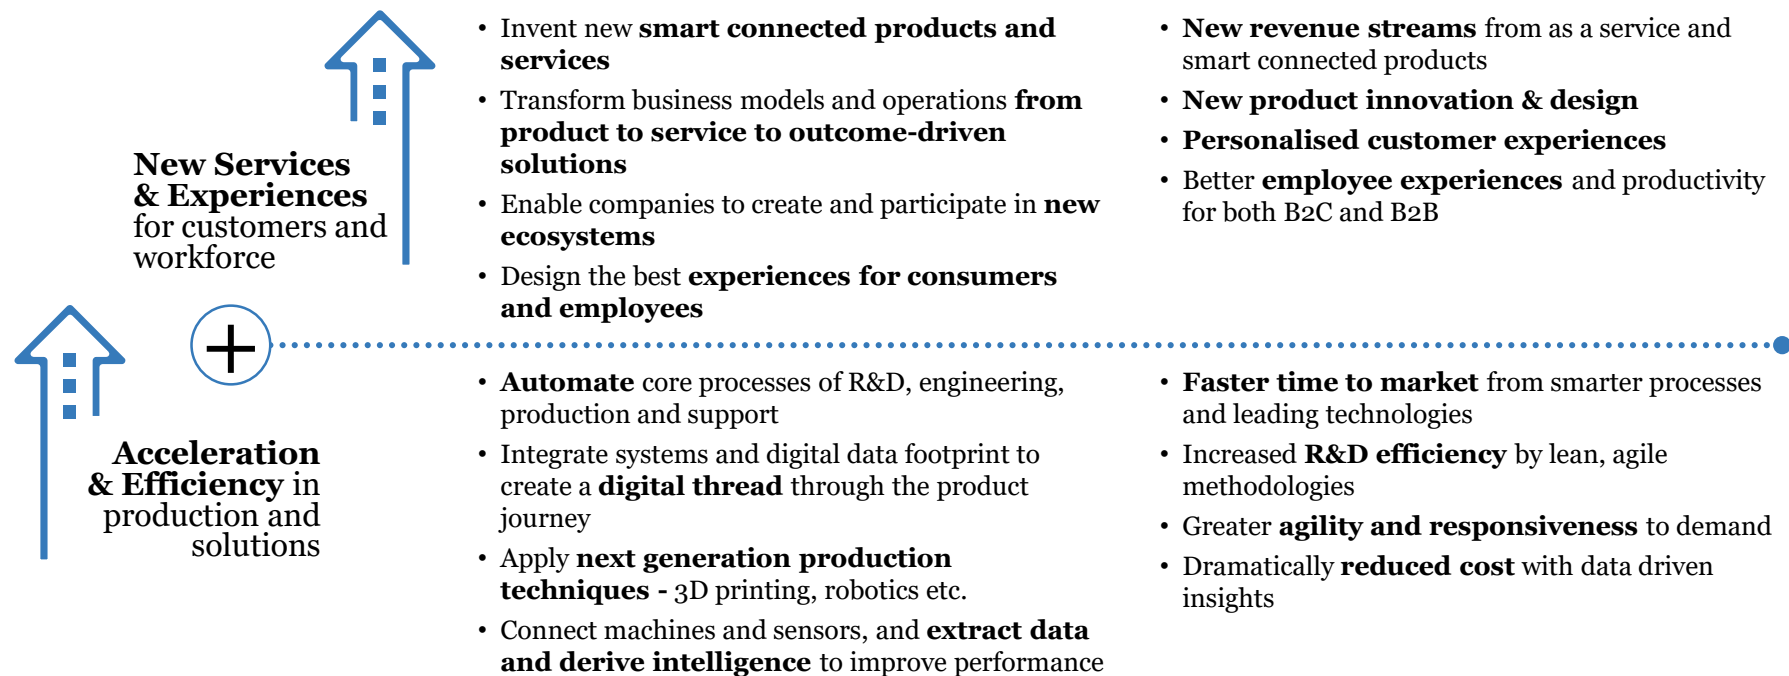 New Services
& Experiences
for customers and
workforce
• Invent new smart connected products and
services
• Transform business models and operations from
product to service to outcome-driven
solutions
• Enable companies to create and participate in new
ecosystems
• Design the best experiences for consumers
and employees
• New revenue streams from as a service and
smart connected products
• New product innovation & design
• Personalised customer experiences
• Better employee experiences and productivity
for both B2C and B2B
+
Acceleration
& Efficiency in
production and
solutions
• Automate core processes of R&D, engineering,
production and support
• Integrate systems and digital data footprint to
create a digital thread through the product
journey
• Apply next generation production
techniques - 3D printing, robotics etc.
• Connect machines and sensors, and extract data
and derive intelligence to improve performance
• Faster time to market from smarter processes
and leading technologies
• Increased R&D efficiency by lean, agile
methodologies
• Greater agility and responsiveness to demand
• Dramatically reduced cost with data driven
insights